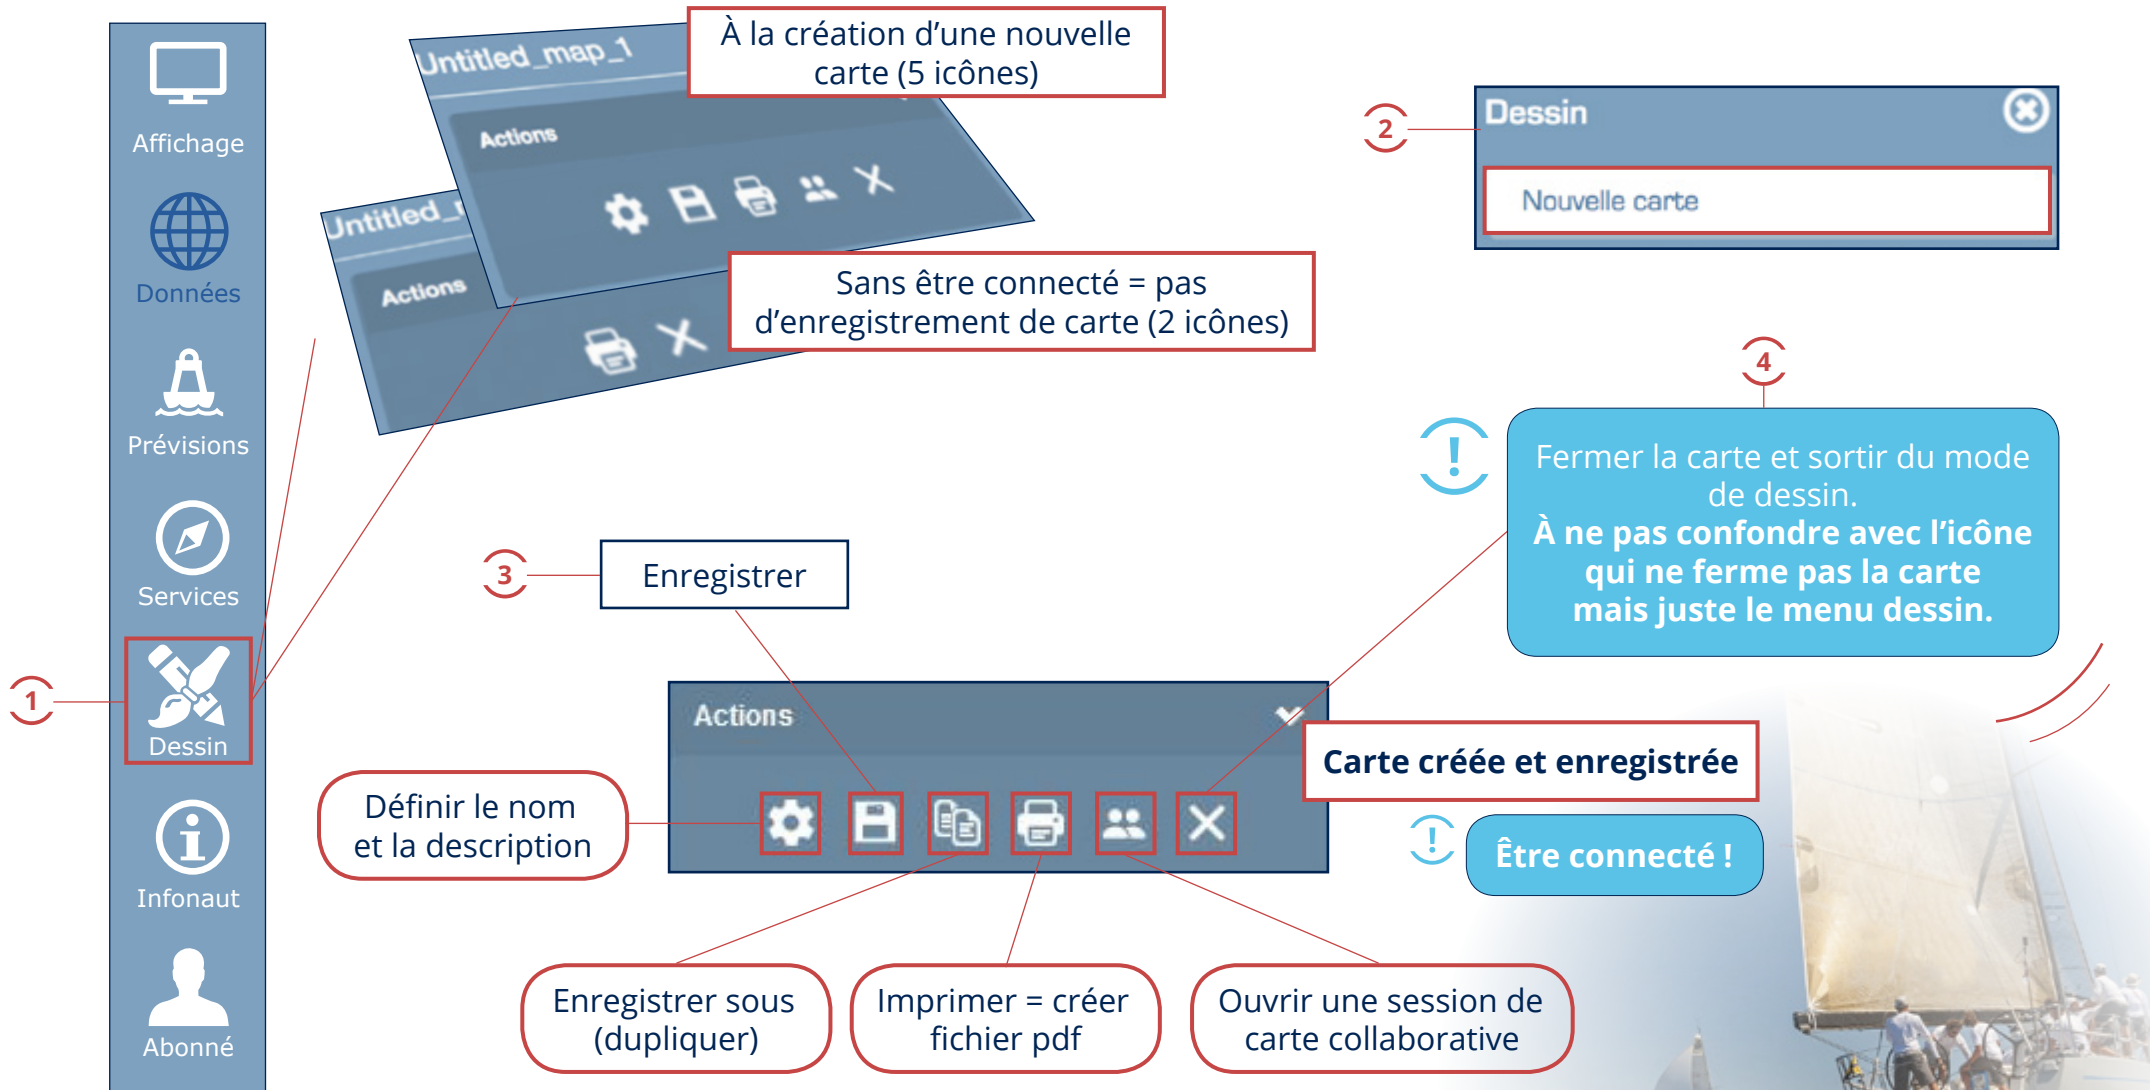 Affichage
Données
Prévisions
Services
1
Dessin
Infonaut
Abonné
Untitled_map_1
Actions
À la création d'une nouvelle
carte (5 icônes)
Untitled_
Actions
Sans être connecté = pas
d'enregistrement de carte (2 icônes)
2
Dessin
Nouvelle carte
3
Enregistrer
4
!
Fermer la carte et sortir du mode
de dessin.
À ne pas confondre avec l'icône
qui ne ferme pas la carte
mais juste le menu dessin.
Actions
Carte créée et enregistrée
!
Être connecté !
Définir le nom
et la description
Enregistrer sous
(dupliquer)
Imprimer = créer
fichier pdf
Ouvrir une session de
carte collaborative